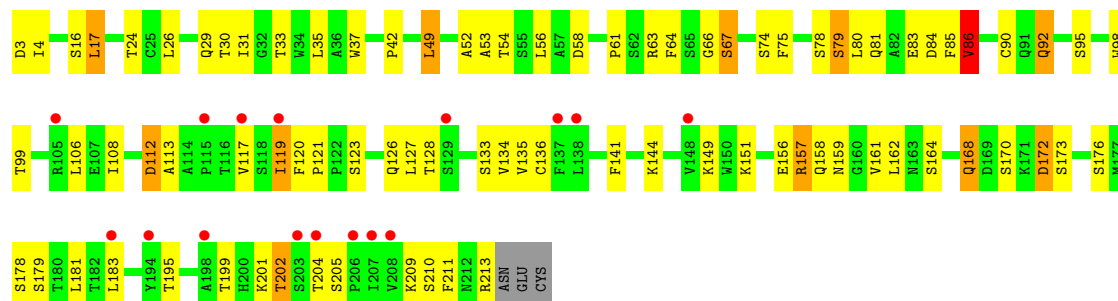 D3 I4 S16 L17 T24 C25 L26 Q29 T30 I31 G32 T33 W34 L35 A36 W37 P42 L49 A52 A53 T54 S55 L56 A57 D58 P61 S62 R63 F64 S65 G66 S67 S74 F75 S78 S79 L80 Q81 A82 E83 D84 F85 V86 C90 Q91 Q92 S95 W98
T99 R105 L106 E107 I108 D112 A113 A114 P115 T116 V117 S118 I119 F120 P121 P122 S123 Q126 L127 T128 S129 S133 V134 V135 C136 F137 L138 F141 K144 V148 K149 W150 K151 E156 R157 Q158 N159 G160 V161 L162 N163 S164 Q168 D169 S170 K171 D172 S173 S176
S178 S179 T180 L181 T182 L183 Y194 T195 A198 T199 H200 K201 T202 S203 T204 S205 P206 I207 V208 K209 S210 F211 N212 R213 ASN GLU CYS